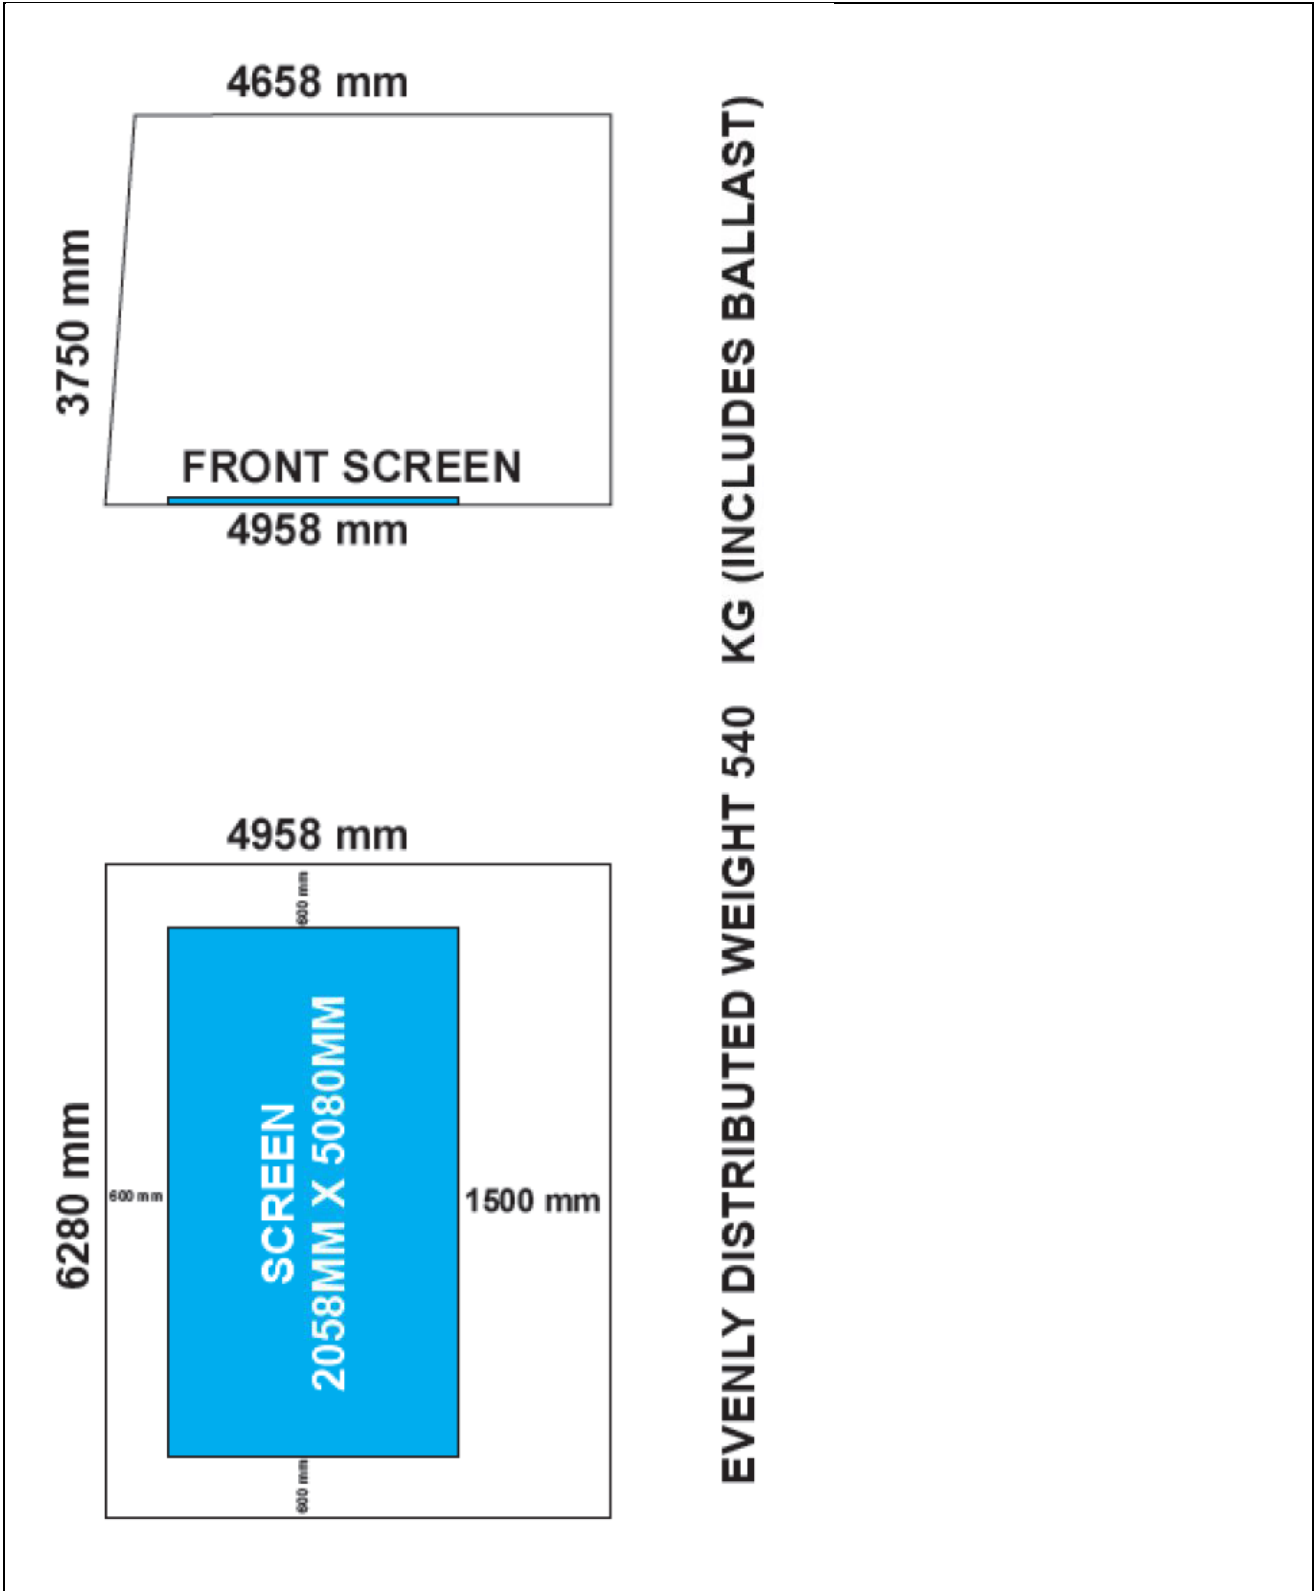 4658 mm
3750 mm
FRONT SCREEN
4958 mm
4958 mm
600 mm
6280 mm
600 mm
SCREEN
2058MM X 5080MM
1500 mm
600 mm
EVENLY DISTRIBUTED WEIGHT 540 KG (INCLUDES BALLAST)